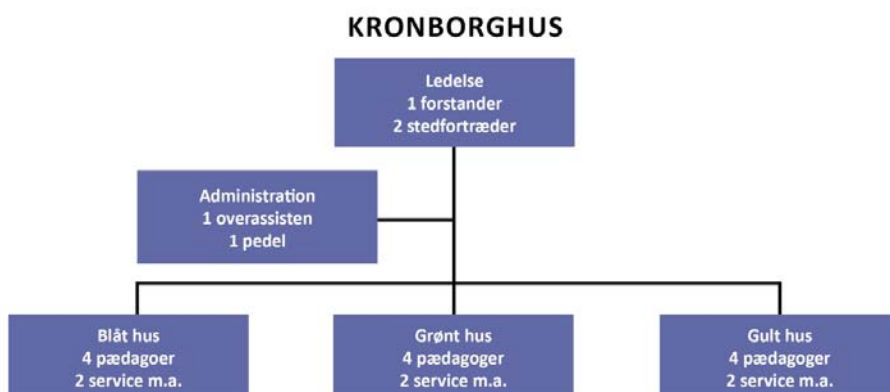 KRONBORGHUS
Ledelse
1 forstander
2 stedfortræder
Administration
1 overassisten
1 pedel
Blåt hus
4 pædagoer
2 service m.a.
Grønt hus
4 pædagoger
2 service m.a.
Gult hus
4 pædagoger
2 service m.a.